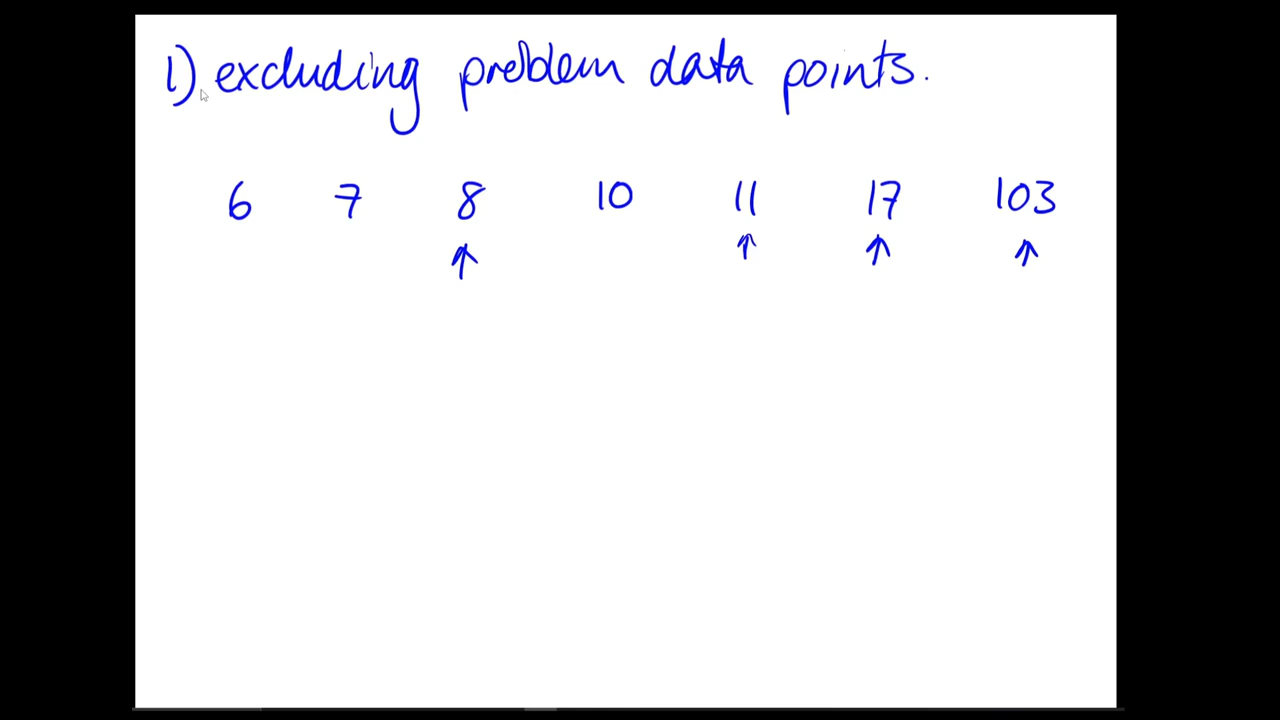 1) excluding problem data points.
6 7 8 10 11 17 103
↑ ↑ ↑ ↑